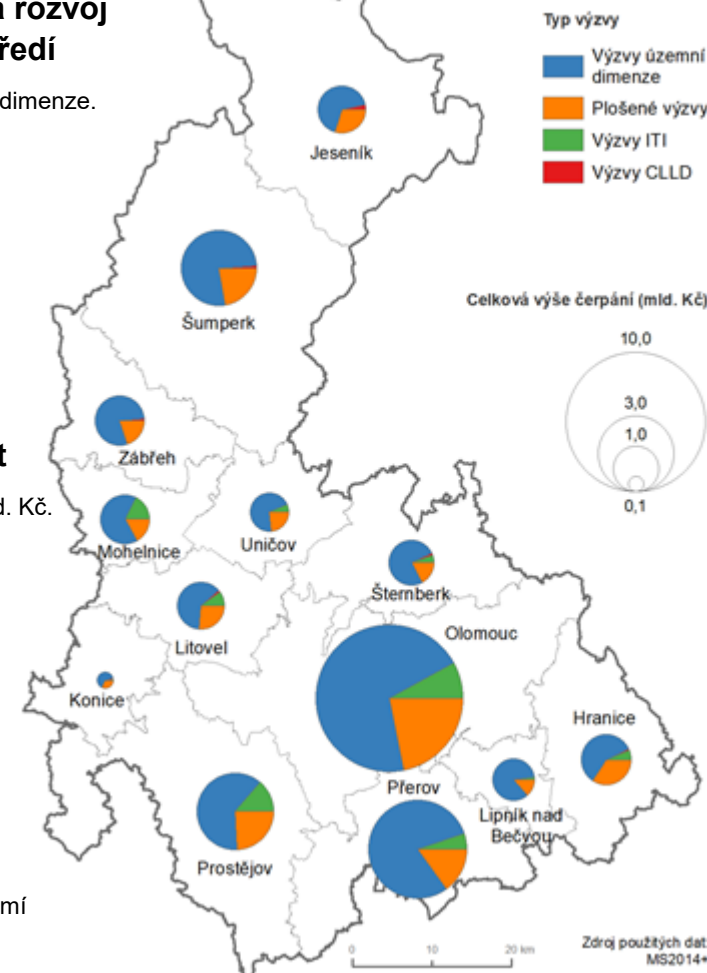 a rozvoj
ředí
dimenze.
t
d. Kč.
mí
Typ výzvy
Výzvy územní
dimenze
Plošené výzvy
Výzvy ITI
Výzvy CLLD
Celková výše čerpání (mld. Kč)
10,0
3,0
1,0
0,1
Jeseník
Šumperk
Zábřeh
Mohelnice
Uničov
Šternberk
Litovel
Olomouc
Konice
Hranice
Přerov
Lipník nad
Bečvou
Prostějov
0 10 20 km
Zdroj použitých dat
MS2014+